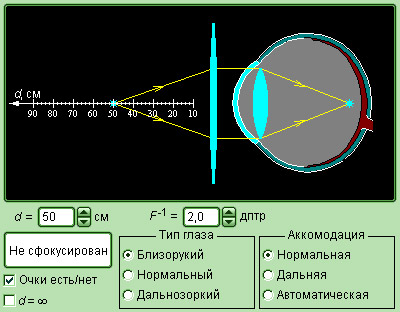 d, см
90 80 70 60 50 40 30 20 10
d = 50 см F⁻¹ = 2,0 дптр
Не сфокусирован
Очки есть/нет
d = ∞
Тип глаза
Близорукий
Нормальный
Дальнозоркий
Аккомодация
Нормальная
Дальняя
Автоматическая